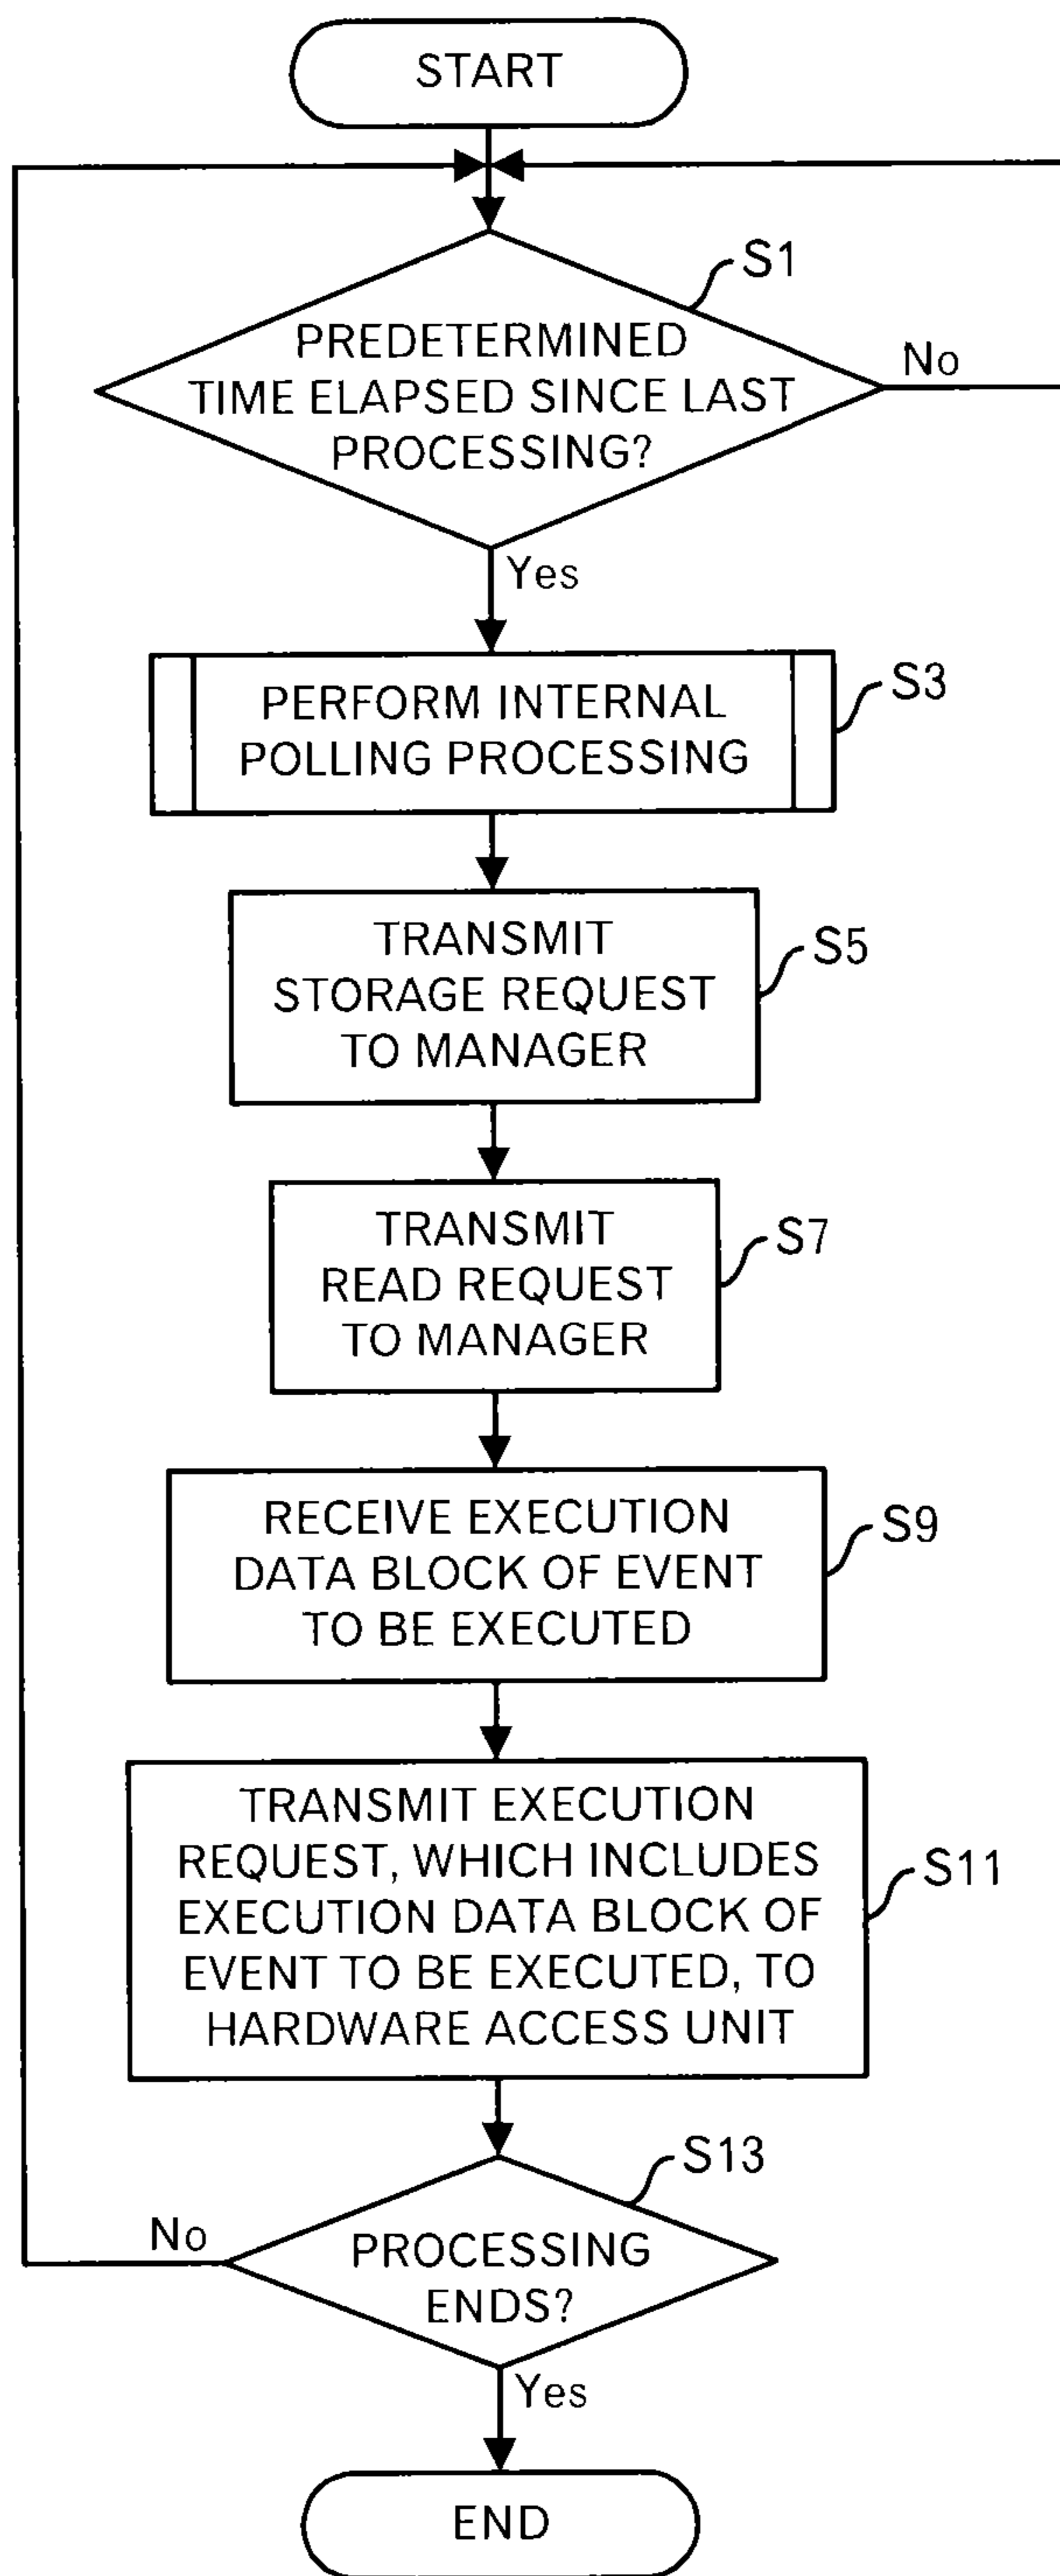 START
S1
PREDETERMINED
TIME ELAPSED SINCE LAST
PROCESSING?
No
Yes
PERFORM INTERNAL
POLLING PROCESSING
S3
TRANSMIT
STORAGE REQUEST
TO MANAGER
S5
TRANSMIT
READ REQUEST
TO MANAGER
S7
RECEIVE EXECUTION
DATA BLOCK OF EVENT
TO BE EXECUTED
S9
TRANSMIT EXECUTION
REQUEST, WHICH INCLUDES
EXECUTION DATA BLOCK OF
EVENT TO BE EXECUTED, TO
HARDWARE ACCESS UNIT
S11
S13
No
PROCESSING
ENDS?
Yes
END